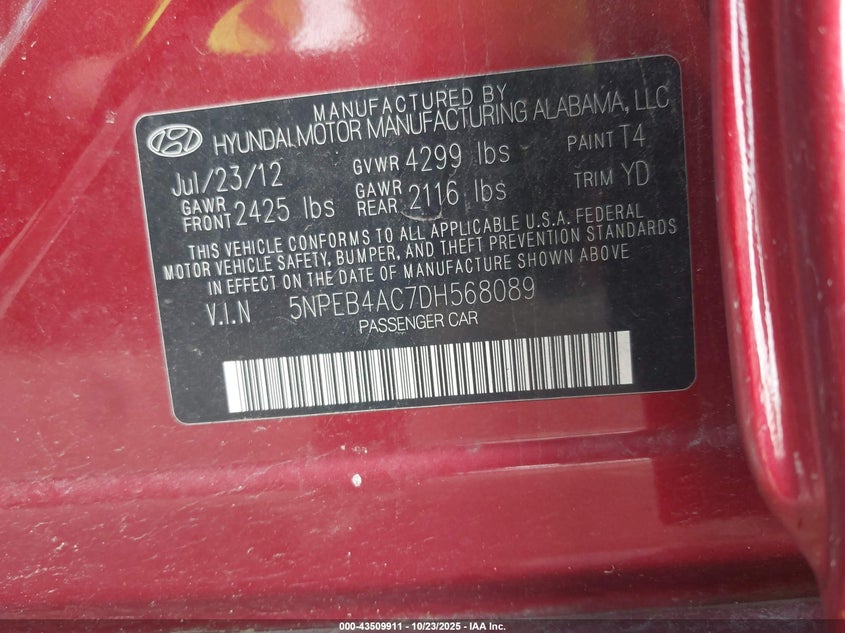 MANUFACTURED BY
HYUNDAI MOTOR MANUFACTURING ALABAMA, LLC
Jul/23/12 GVWR 4299 lbs PAINT T4
GAWR FRONT 2425 lbs GAWR REAR 2116 lbs TRIM YD
THIS VEHICLE CONFORMS TO ALL APPLICABLE U.S.A. FEDERAL
MOTOR VEHICLE SAFETY, BUMPER, AND THEFT PREVENTION STANDARDS
IN EFFECT ON THE DATE OF MANUFACTURE SHOWN ABOVE
V.I.N 5NPEB4AC7DH568089
PASSENGER CAR
000-43509911 - 10/23/2025 - IAA Inc.